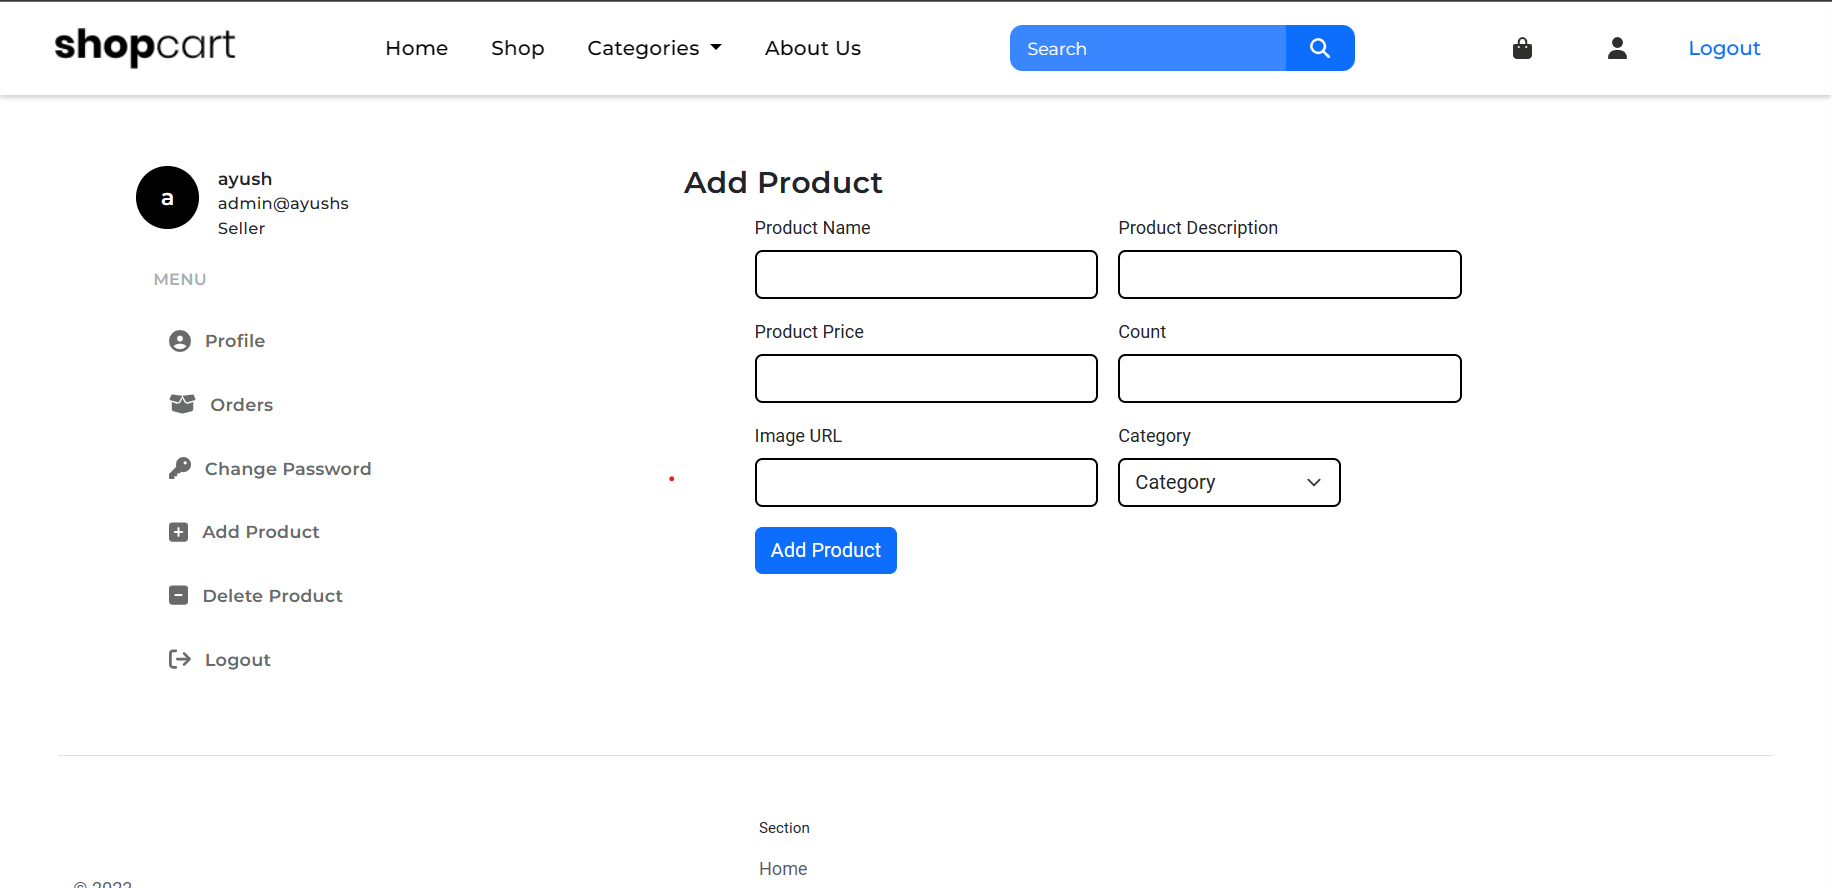 shopcart
Home Shop Categories About Us Search Logout
a
ayush
admin@ayushs
Seller
MENU
Profile
Orders
Change Password
Add Product
Delete Product
Logout
Add Product
Product Name Product Description
Product Price Count
Image URL Category
Category
Add Product
Section
Home
© 2022